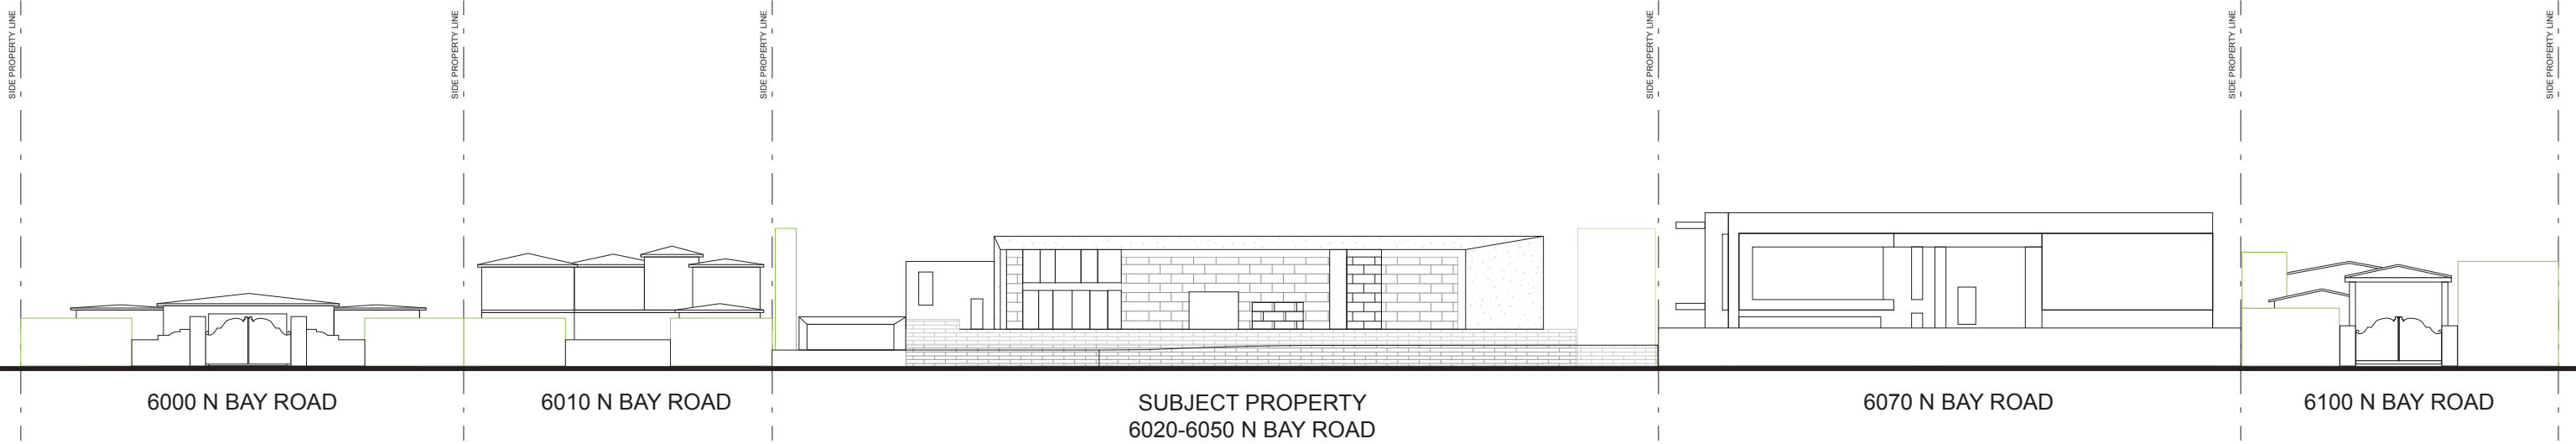 SIDE PROPERTY LINE
SIDE PROPERTY LINE
SIDE PROPERTY LINE
SIDE PROPERTY LINE
SIDE PROPERTY LINE
SIDE PROPERTY LINE
6000 N BAY ROAD
6010 N BAY ROAD
SUBJECT PROPERTY
6020-6050 N BAY ROAD
6070 N BAY ROAD
6100 N BAY ROAD